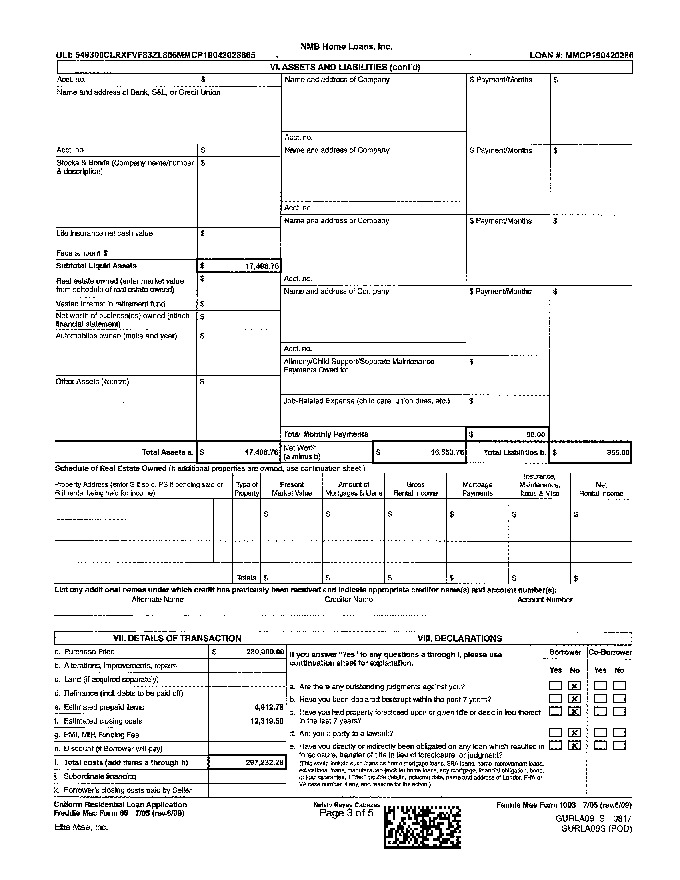 NMB Home Loans, Inc.
ULI: 549300CLRXFVF83ZL806MMCP19042028665 LOAN #: MMCP190420286
VI. ASSETS AND LIABILITIES (cont'd)
Acct. no. $ Name and address of Company $ Payment/Months $
Name and address of Bank, S&L, or Credit Union
Acct. no.
Acct. no. $ Name and address of Company $ Payment/Months $
Stocks & Bonds (Company name/number $
& description)
Acct. no.
Name and address of Company $ Payment/Months $
Life insurance net cash value $
Face amount $
Subtotal Liquid Assets $ 17,408.76
Real estate owned (enter market value $ Acct. no.
from schedule of real estate owned) Name and address of Company $ Payment/Months $
Vested interest in retirement fund $
Net worth of business(es) owned (attach $
financial statement)
Automobiles owned (make and year) $
Acct. no.
Alimony/Child Support/Separate Maintenance $
Payments Owed to:
Other Assets (itemize) $
Job-Related Expense (child care, union dues, etc.) $
Total Monthly Payments $
Total Assets a. $ 17,408.76 Net Worth (a minus b) $ Total Liabilities b. $
Schedule of Real Estate Owned (If additional properties are owned, use continuation sheet.)
Property Address (enter S if sold, PS if pending sale or R if rental being held for income) Type of Property Present Market Value Amount of Mortgages & Liens Gross Rental Income Mortgage Payments Insurance, Maintenance, Taxes & Misc. Net Rental Income
$ $ $ $ $ $
Totals $ $ $ $ $ $
List any additional names under which credit has previously been received and indicate appropriate creditor name(s) and account number(s):
Alternate Name Creditor Name Account Number
VII. DETAILS OF TRANSACTION VIII. DECLARATIONS
a. Purchase Price $ 280,000.00 If you answer "Yes" to any questions a through i, please use Borrower Co-Borrower
b. Alterations, improvements, repairs continuation sheet for explanation. Yes No Yes No
c. Land (if acquired separately) a. Are there any outstanding judgments against you?
d. Refinance (incl. debts to be paid off) b. Have you been declared bankrupt within the past 7 years?
e. Estimated prepaid items 4,912.78 c. Have you had property foreclosed upon or given title or deed in lieu thereof
f. Estimated closing costs 12,319.50 in the last 7 years?
g. PMI, MIP, Funding Fee d. Are you a party to a lawsuit?
h. Discount (if Borrower will pay) e. Have you directly or indirectly been obligated on any loan which resulted in
i. Total costs (add items a through h) 297,232.28 foreclosure, transfer of title in lieu of foreclosure, or judgment?
j. Subordinate financing
k. Borrower's closing costs paid by Seller
Uniform Residential Loan Application Freddie Mac Form 1003 7/05 (rev.6/09)
Freddie Mac Form 65 7/05 (rev.6/09) Page 3 of 5
Ellie Mae, Inc. GURLA09_S 0817
GURLA09S (POD)